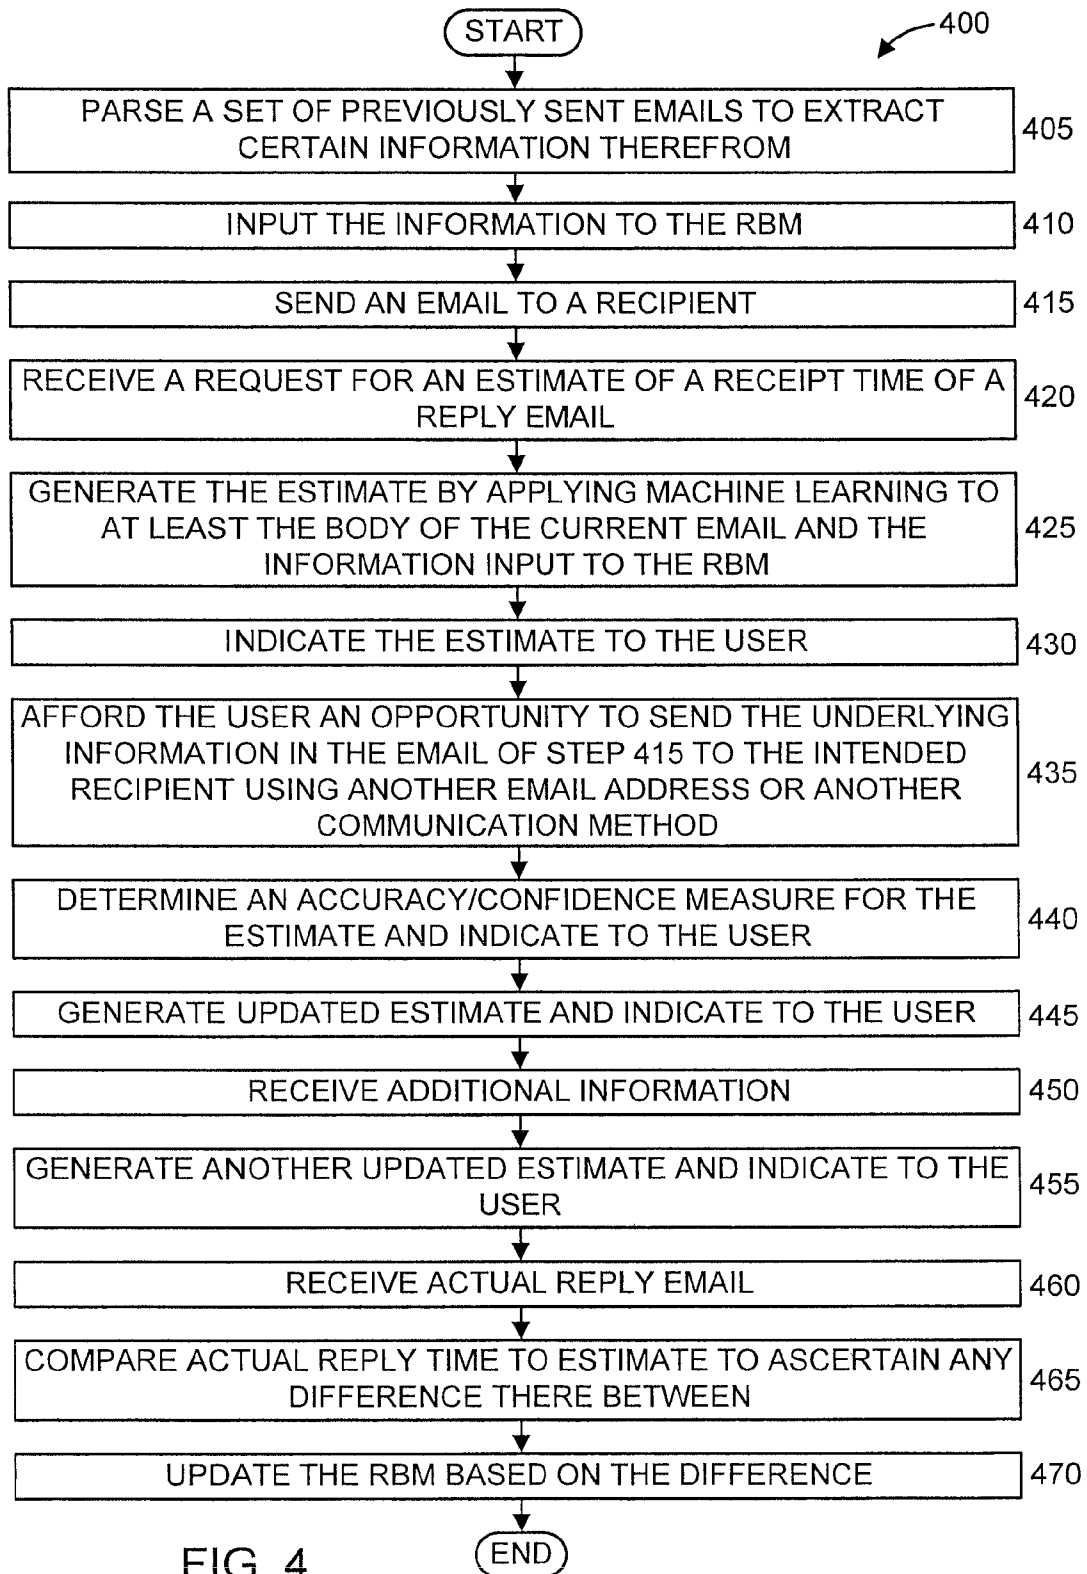 START
400
PARSE A SET OF PREVIOUSLY SENT EMAILS TO EXTRACT
CERTAIN INFORMATION THEREFROM
405
INPUT THE INFORMATION TO THE RBM
410
SEND AN EMAIL TO A RECIPIENT
415
RECEIVE A REQUEST FOR AN ESTIMATE OF A RECEIPT TIME OF A
REPLY EMAIL
420
GENERATE THE ESTIMATE BY APPLYING MACHINE LEARNING TO
AT LEAST THE BODY OF THE CURRENT EMAIL AND THE
INFORMATION INPUT TO THE RBM
425
INDICATE THE ESTIMATE TO THE USER
430
AFFORD THE USER AN OPPORTUNITY TO SEND THE UNDERLYING
INFORMATION IN THE EMAIL OF STEP 415 TO THE INTENDED
RECIPIENT USING ANOTHER EMAIL ADDRESS OR ANOTHER
COMMUNICATION METHOD
435
DETERMINE AN ACCURACY/CONFIDENCE MEASURE FOR THE
ESTIMATE AND INDICATE TO THE USER
440
GENERATE UPDATED ESTIMATE AND INDICATE TO THE USER
445
RECEIVE ADDITIONAL INFORMATION
450
GENERATE ANOTHER UPDATED ESTIMATE AND INDICATE TO THE
USER
455
RECEIVE ACTUAL REPLY EMAIL
460
COMPARE ACTUAL REPLY TIME TO ESTIMATE TO ASCERTAIN ANY
DIFFERENCE THERE BETWEEN
465
UPDATE THE RBM BASED ON THE DIFFERENCE
470
END
FIG. 4